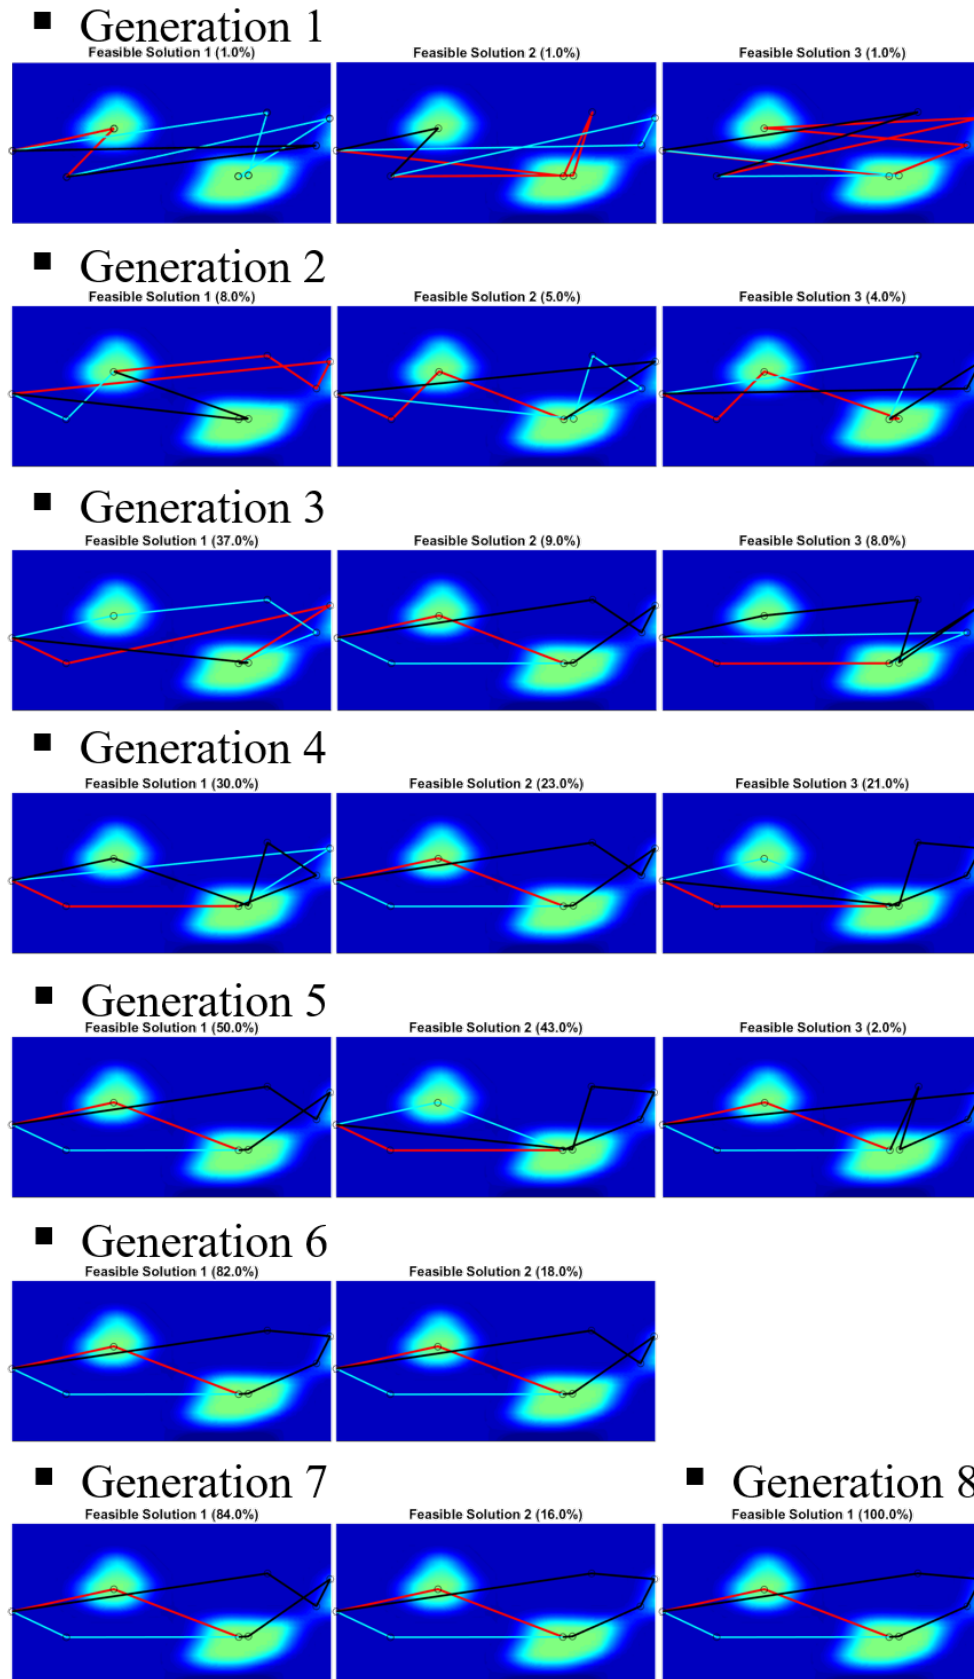 ▪ Generation 1
Feasible Solution 1 (1.0%) Feasible Solution 2 (1.0%) Feasible Solution 3 (1.0%)
▪ Generation 2
Feasible Solution 1 (8.0%) Feasible Solution 2 (5.0%) Feasible Solution 3 (4.0%)
▪ Generation 3
Feasible Solution 1 (37.0%) Feasible Solution 2 (9.0%) Feasible Solution 3 (8.0%)
▪ Generation 4
Feasible Solution 1 (30.0%) Feasible Solution 2 (23.0%) Feasible Solution 3 (21.0%)
▪ Generation 5
Feasible Solution 1 (50.0%) Feasible Solution 2 (43.0%) Feasible Solution 3 (2.0%)
▪ Generation 6
Feasible Solution 1 (82.0%) Feasible Solution 2 (18.0%)
▪ Generation 7 ▪ Generation 8
Feasible Solution 1 (84.0%) Feasible Solution 2 (16.0%) Feasible Solution 1 (100.0%)